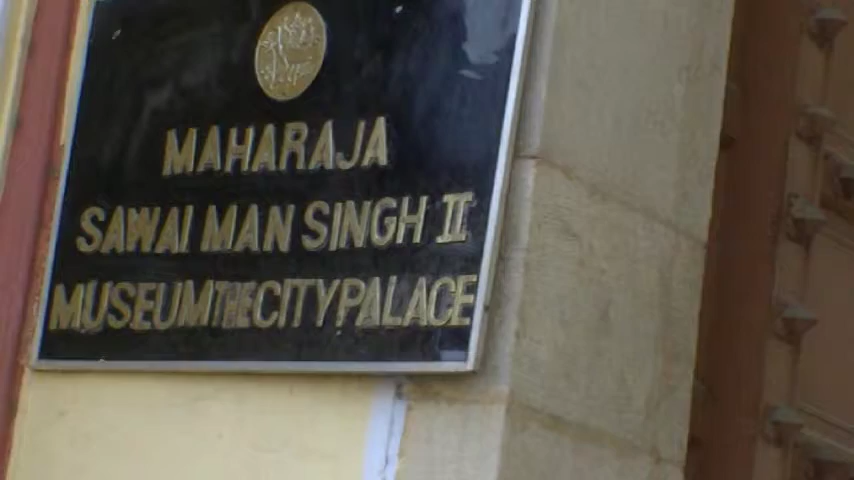 MAHARAJA
SAWAI MAN SINGH II
MUSEUM THE CITY PALACE